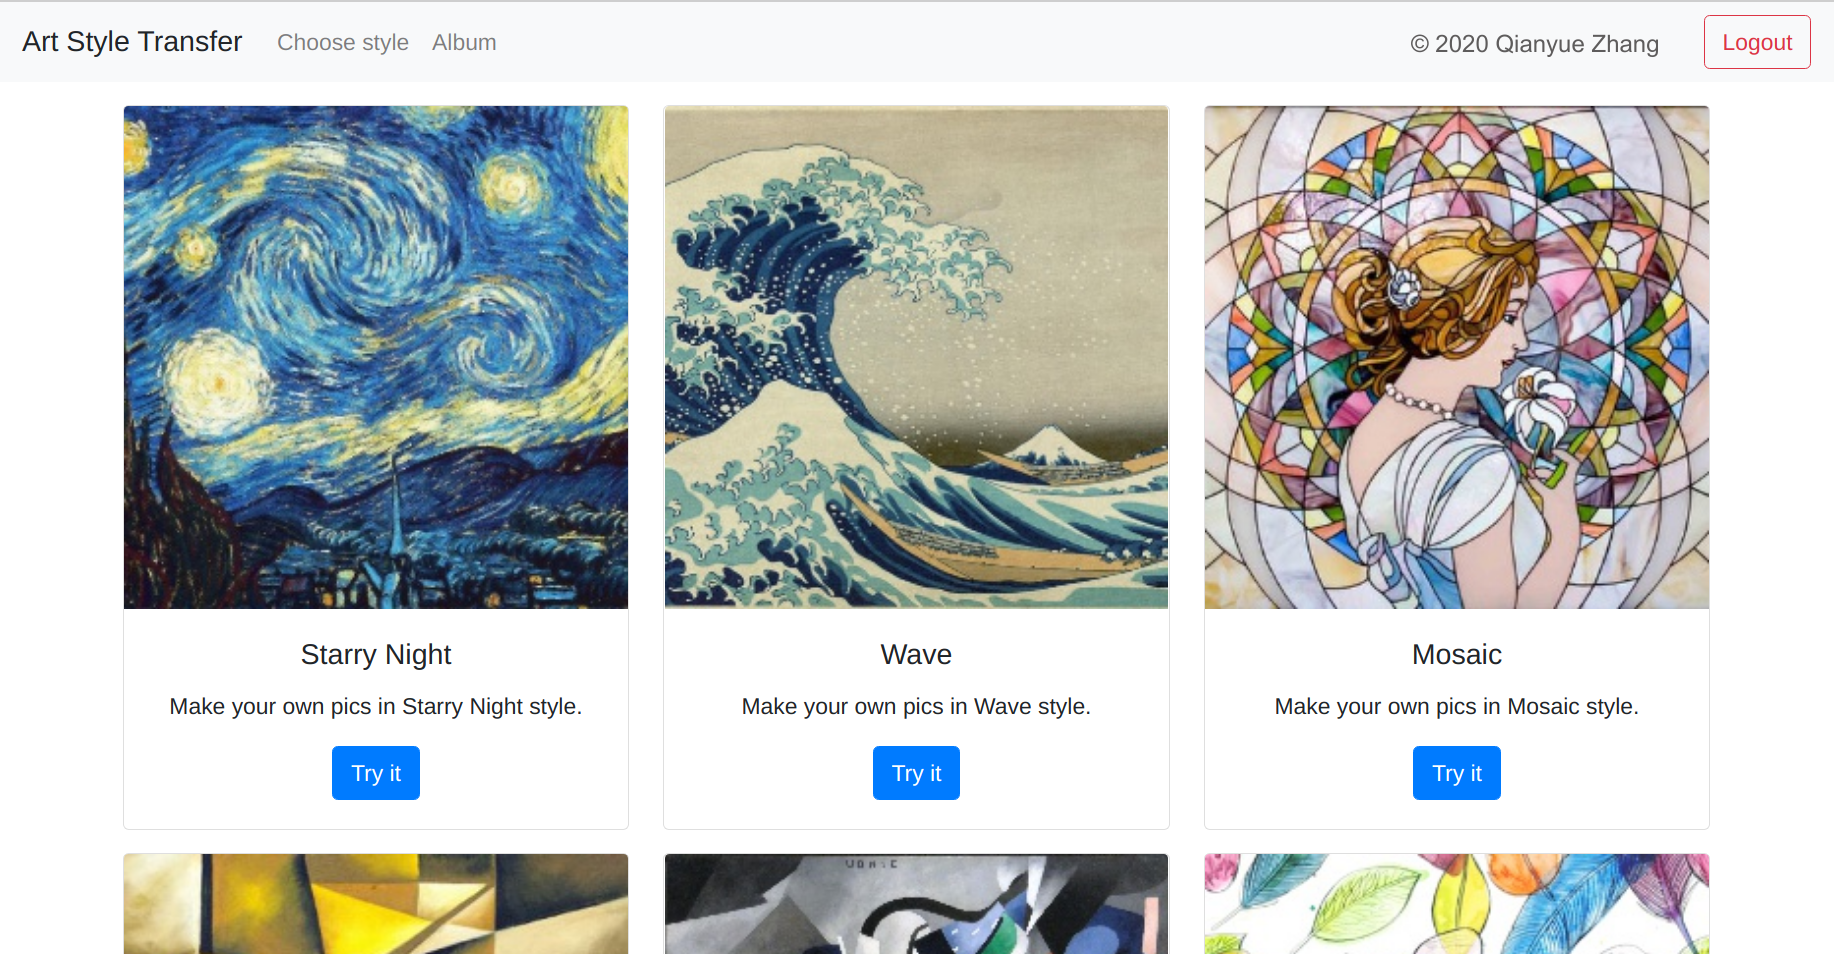 Art Style Transfer Choose style Album © 2020 Qianyue Zhang Logout
Starry Night
Make your own pics in Starry Night style.
Try it
Wave
Make your own pics in Wave style.
Try it
Mosaic
Make your own pics in Mosaic style.
Try it